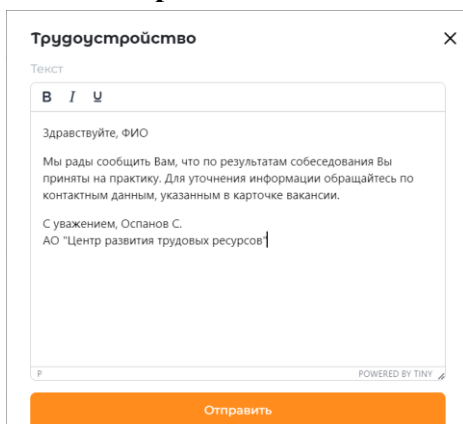 Трудоустройство
Текст
B I U
Здравствуйте, ФИО
Мы рады сообщить Вам, что по результатам собеседования Вы
приняты на практику. Для уточнения информации обращайтесь по
контактным данным, указанным в карточке вакансии.
С уважением, Оспанов С.
АО "Центр развития трудовых ресурсов"
P
POWERED BY TINY
Отправить